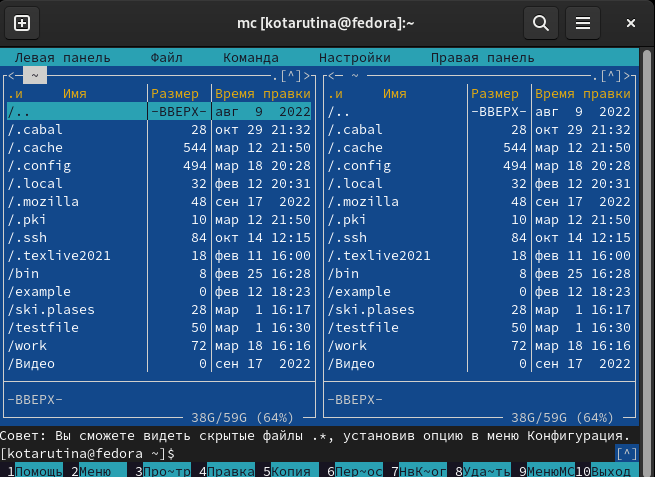 mc [kotarutina@fedora]:~
Левая панель Файл Команда Настройки Правая панель
<─ ~ .[^]> <─ ~ .[^]>
.и Имя Размер Время правки .и Имя Размер Время правки
/.. -ВВЕРХ- авг 9 2022 /.. -ВВЕРХ- авг 9 2022
/.cabal 28 окт 29 21:32 /.cabal 28 окт 29 21:32
/.cache 544 мар 12 21:50 /.cache 544 мар 12 21:50
/.config 494 мар 18 20:28 /.config 494 мар 18 20:28
/.local 32 фев 12 20:31 /.local 32 фев 12 20:31
/.mozilla 48 сен 17 2022 /.mozilla 48 сен 17 2022
/.pki 10 мар 12 21:50 /.pki 10 мар 12 21:50
/.ssh 84 окт 14 12:15 /.ssh 84 окт 14 12:15
/.texlive2021 18 фев 11 16:00 /.texlive2021 18 фев 11 16:00
/bin 8 фев 25 16:28 /bin 8 фев 25 16:28
/example 0 фев 12 18:23 /example 0 фев 12 18:23
/ski.plases 28 мар 1 16:17 /ski.plases 28 мар 1 16:17
/testfile 50 мар 1 16:30 /testfile 50 мар 1 16:30
/work 72 мар 18 16:16 /work 72 мар 18 16:16
/Видео 0 сен 17 2022 /Видео 0 сен 17 2022
-ВВЕРХ- -ВВЕРХ-
38G/59G (64%) 38G/59G (64%)
Совет: Вы сможете видеть скрытые файлы .*, установив опцию в меню Конфигурация.
[kotarutina@fedora ~]$ [^]
1Помощь 2Меню 3Про~тр 4Правка 5Копия 6Пер~ос 7НвК~ог 8Уда~ть 9МенюMC 10Выход